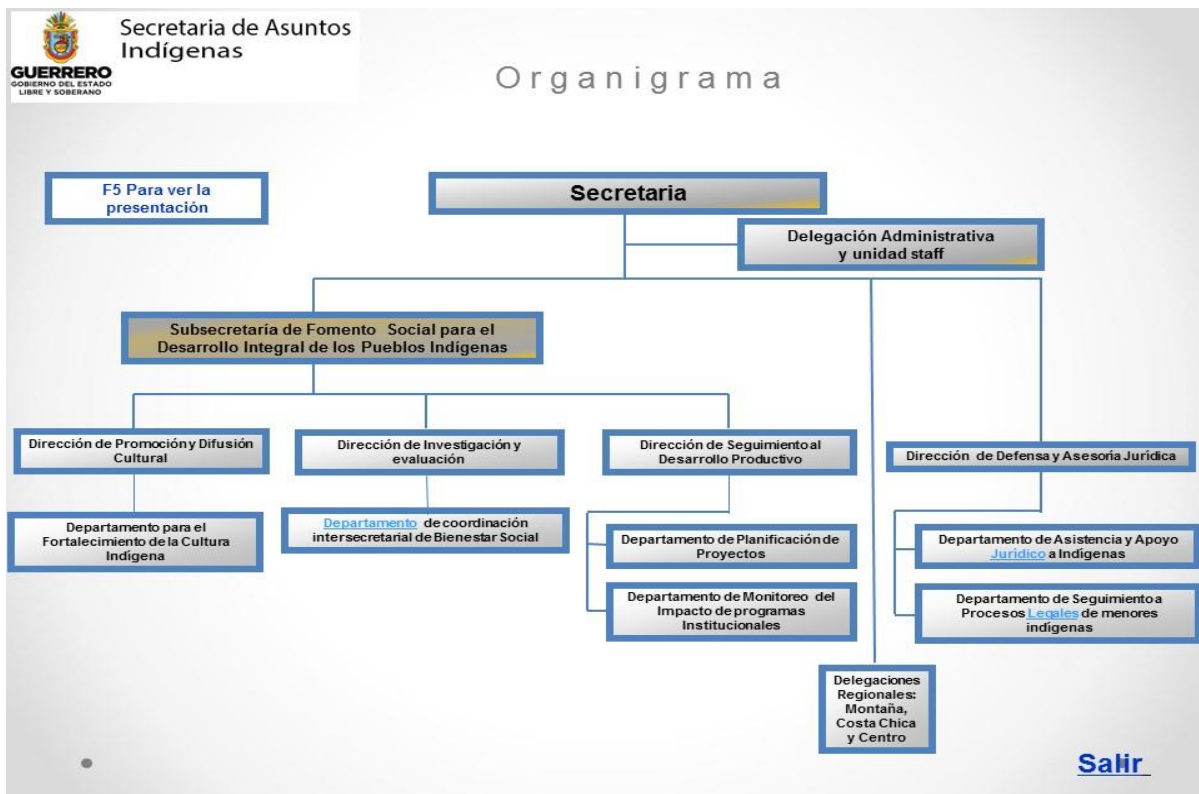 Secretaria de Asuntos
Indígenas
GUERRERO
GOBIERNO DEL ESTADO
LIBRE Y SOBERANO
Organigrama
F5 Para ver la
presentación
Secretaria
Delegación Administrativa
y unidad staff
Subsecretaría de Fomento Social para el
Desarrollo Integral de los Pueblos Indígenas
Dirección de Promoción y Difusión
Cultural
Dirección de Investigación y
evaluación
Dirección de Seguimiento al
Desarrollo Productivo
Dirección de Defensa y Asesoría Jurídica
Departamento para el
Fortalecimiento de la Cultura
Indígena
Departamento de coordinación
intersecretarial de Bienestar Social
Departamento de Planificación de
Proyectos
Departamento de Monitoreo del
Impacto de programas
Institucionales
Departamento de Asistencia y Apoyo
Jurídico a Indígenas
Departamento de Seguimiento a
Procesos Legales de menores
indígenas
Delegaciones
Regionales:
Montaña,
Costa Chica
y Centro
Salir